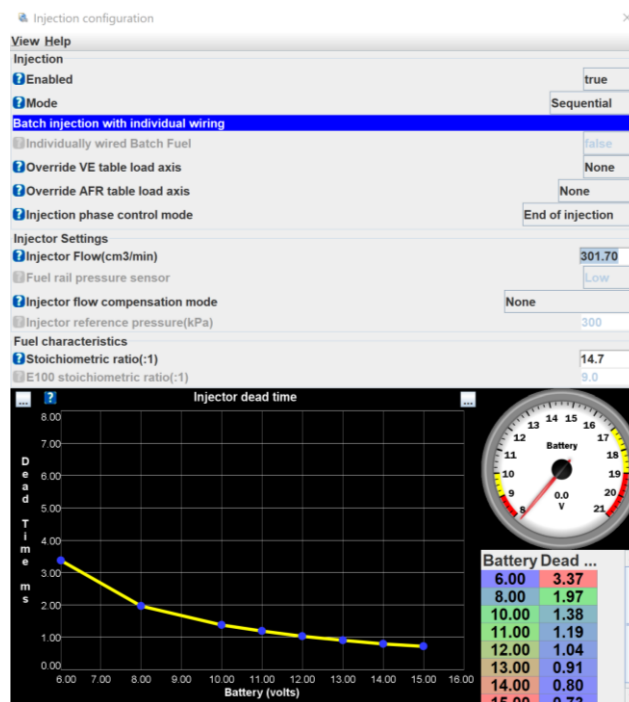 Injection configuration
View Help
Injection
Enabled true
Mode Sequential
Batch injection with individual wiring
Individually wired Batch Fuel false
Override VE table load axis None
Override AFR table load axis None
Injection phase control mode End of injection
Injector Settings
Injector Flow(cm3/min) 301.70
Fuel rail pressure sensor Low
Injector flow compensation mode None
Injector reference pressure(kPa) 300
Fuel characteristics
Stoichiometric ratio(:1) 14.7
E100 stoichiometric ratio(:1) 9.0
... ? Injector dead time ...
8.00
7.00
6.00
5.00
4.00
3.00
2.00
1.00
0.00
Dead Time ms
6.00 7.00 8.00 9.00 10.00 11.00 12.00 13.00 14.00 15.00 16.00
Battery (volts)
8 9 10 11 12 13 14 15 16 17 18 19 20 21
Battery
0.0
V
Battery Dead ...
6.00 3.37
8.00 1.97
10.00 1.38
11.00 1.19
12.00 1.04
13.00 0.91
14.00 0.80
15.00 0.73